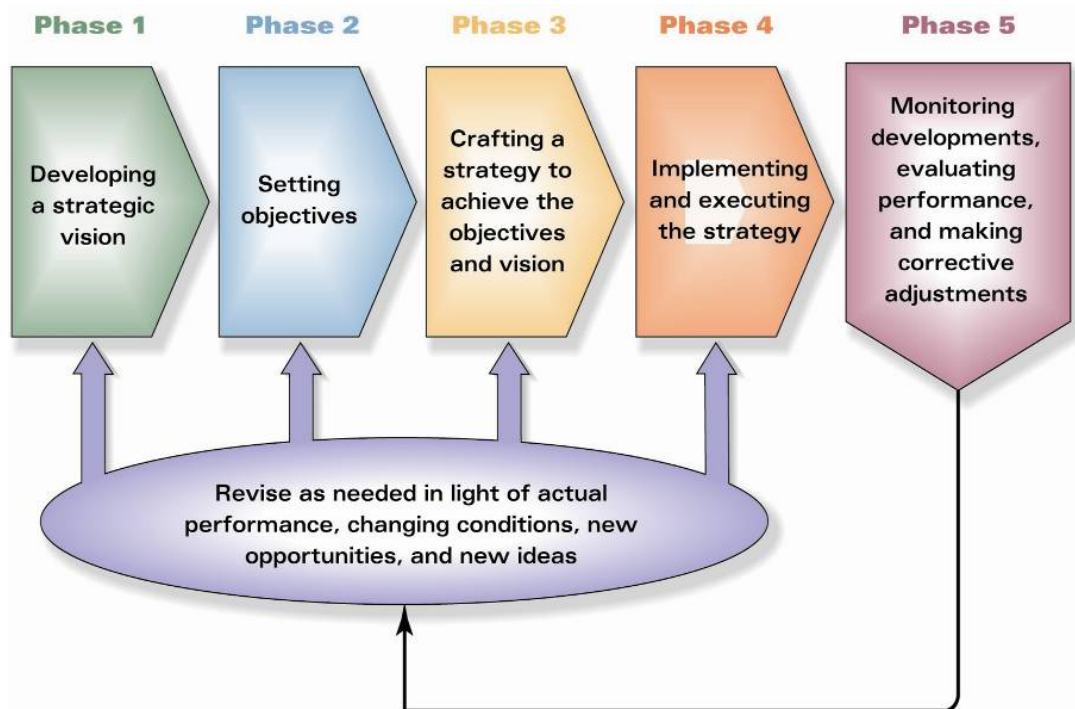 Phase 1
Phase 2
Phase 3
Phase 4
Phase 5
Developing
a strategic
vision
Setting
objectives
Crafting a
strategy to
achieve the
objectives
and vision
Implementing
and executing
the strategy
Monitoring
developments,
evaluating
performance,
and making
corrective
adjustments
Revise as needed in light of actual
performance, changing conditions, new
opportunities, and new ideas